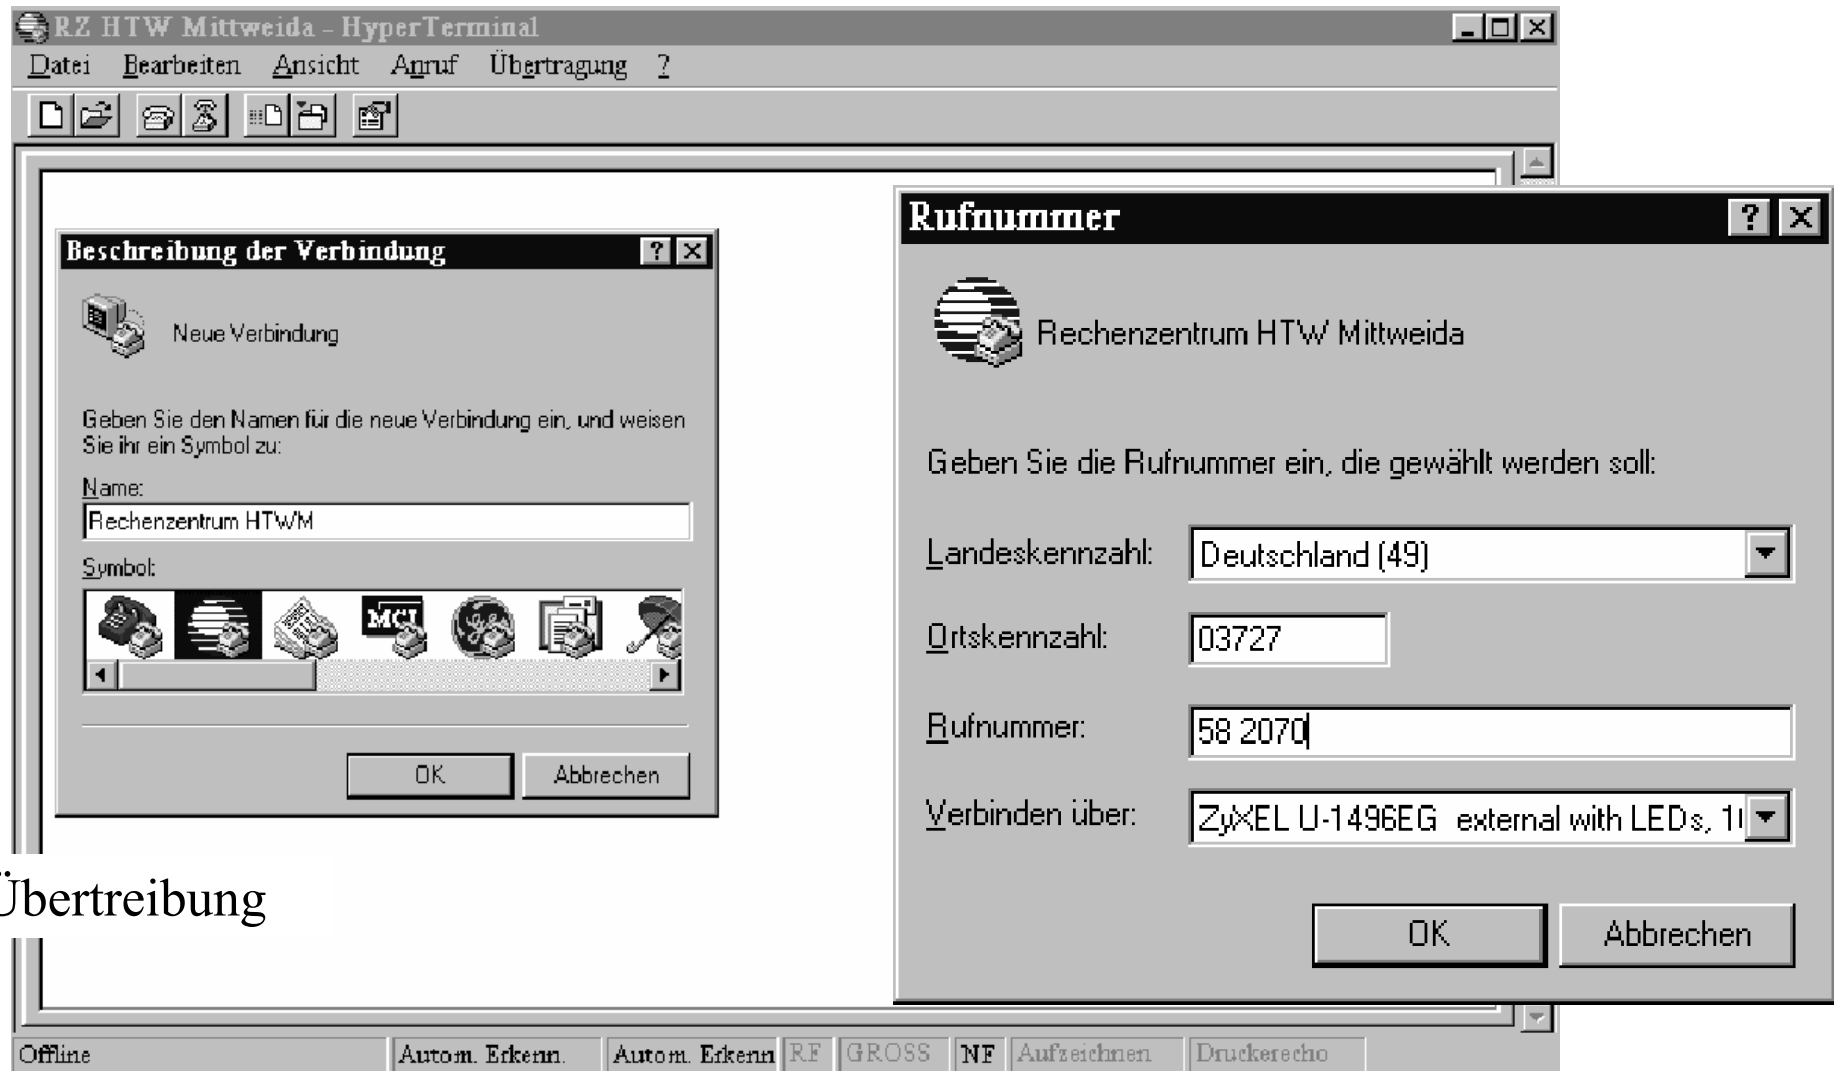 RZ HTW Mittweida - HyperTerminal
Datei Bearbeiten Ansicht Anruf Übertragung ?
Beschreibung der Verbindung
Neue Verbindung
Geben Sie den Namen für die neue Verbindung ein, und weisen
Sie ihr ein Symbol zu:
Name:
Rechenzentrum HTWM
Symbol:
MCI
OK Abbrechen
Rufnummer
Rechenzentrum HTW Mittweida
Geben Sie die Rufnummer ein, die gewählt werden soll:
Landeskennzahl: Deutschland (49)
Ortskennzahl: 03727
Rufnummer: 58 2070
Verbinden über: ZyXEL U-1496EG external with LEDs,
OK Abbrechen
Übertreibung
Offline Autom. Erkenn. Autom. Erkenn RF GROSS NF Aufzeichnen Druckerecho